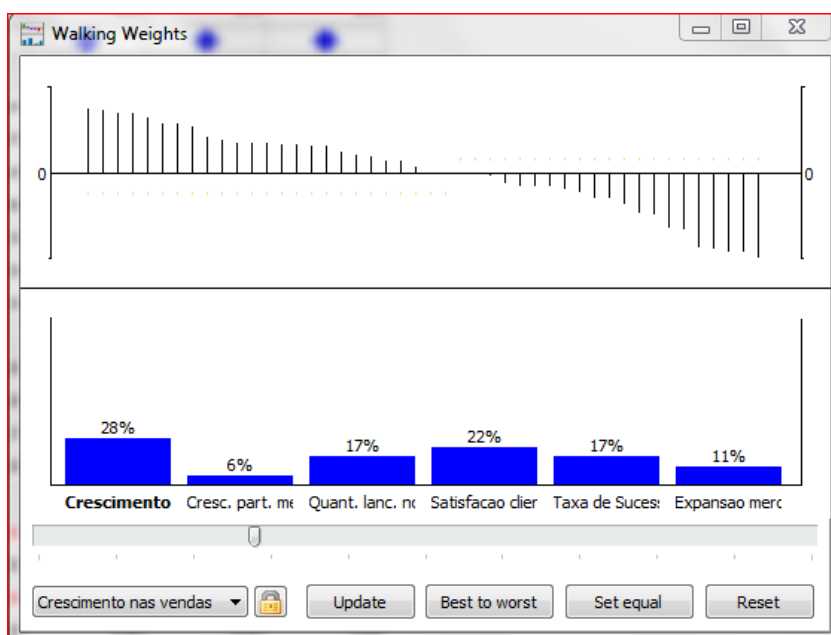 Walking Weights
0 0
28% 6% 17% 22% 17% 11%
Crescimento Cresc. part. me Quant. lanc. no Satisfacao clier Taxa de Suces: Expansao merc
Crescimento nas vendas Update Best to worst Set equal Reset